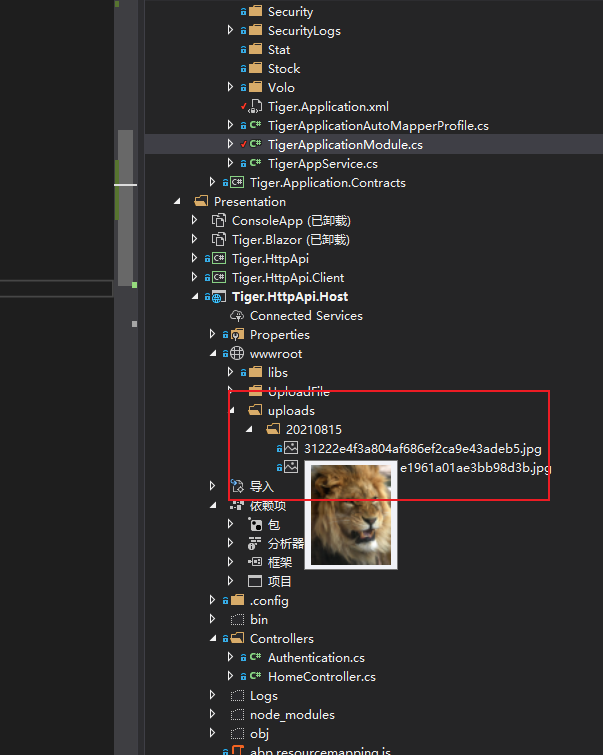 Security
SecurityLogs
Stat
Stock
Volo
Tiger.Application.xml
TigerApplicationAutoMapperProfile.cs
TigerApplicationModule.cs
TigerAppService.cs
Tiger.Application.Contracts
Presentation
ConsoleApp (已卸载)
Tiger.Blazor (已卸载)
Tiger.HttpApi
Tiger.HttpApi.Client
Tiger.HttpApi.Host
Connected Services
Properties
wwwroot
libs
UploadFile
uploads
20210815
31222e4f3a804af686ef2ca9e43adeb5.jpg
e1961a01ae3bb98d3b.jpg
导入
依赖项
包
分析器
框架
项目
.config
bin
Controllers
Authentication.cs
HomeController.cs
Logs
node_modules
obj
abp.resourcemapping.js